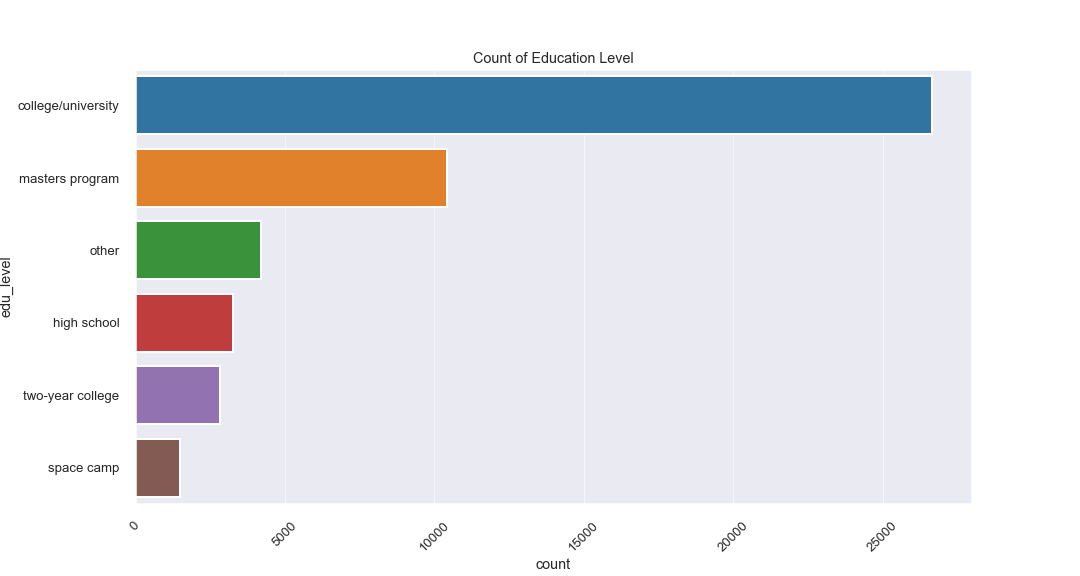 Count of Education Level
college/university
masters program
other
high school
two-year college
space camp
edu_level
0
5000
10000
15000
20000
25000
count